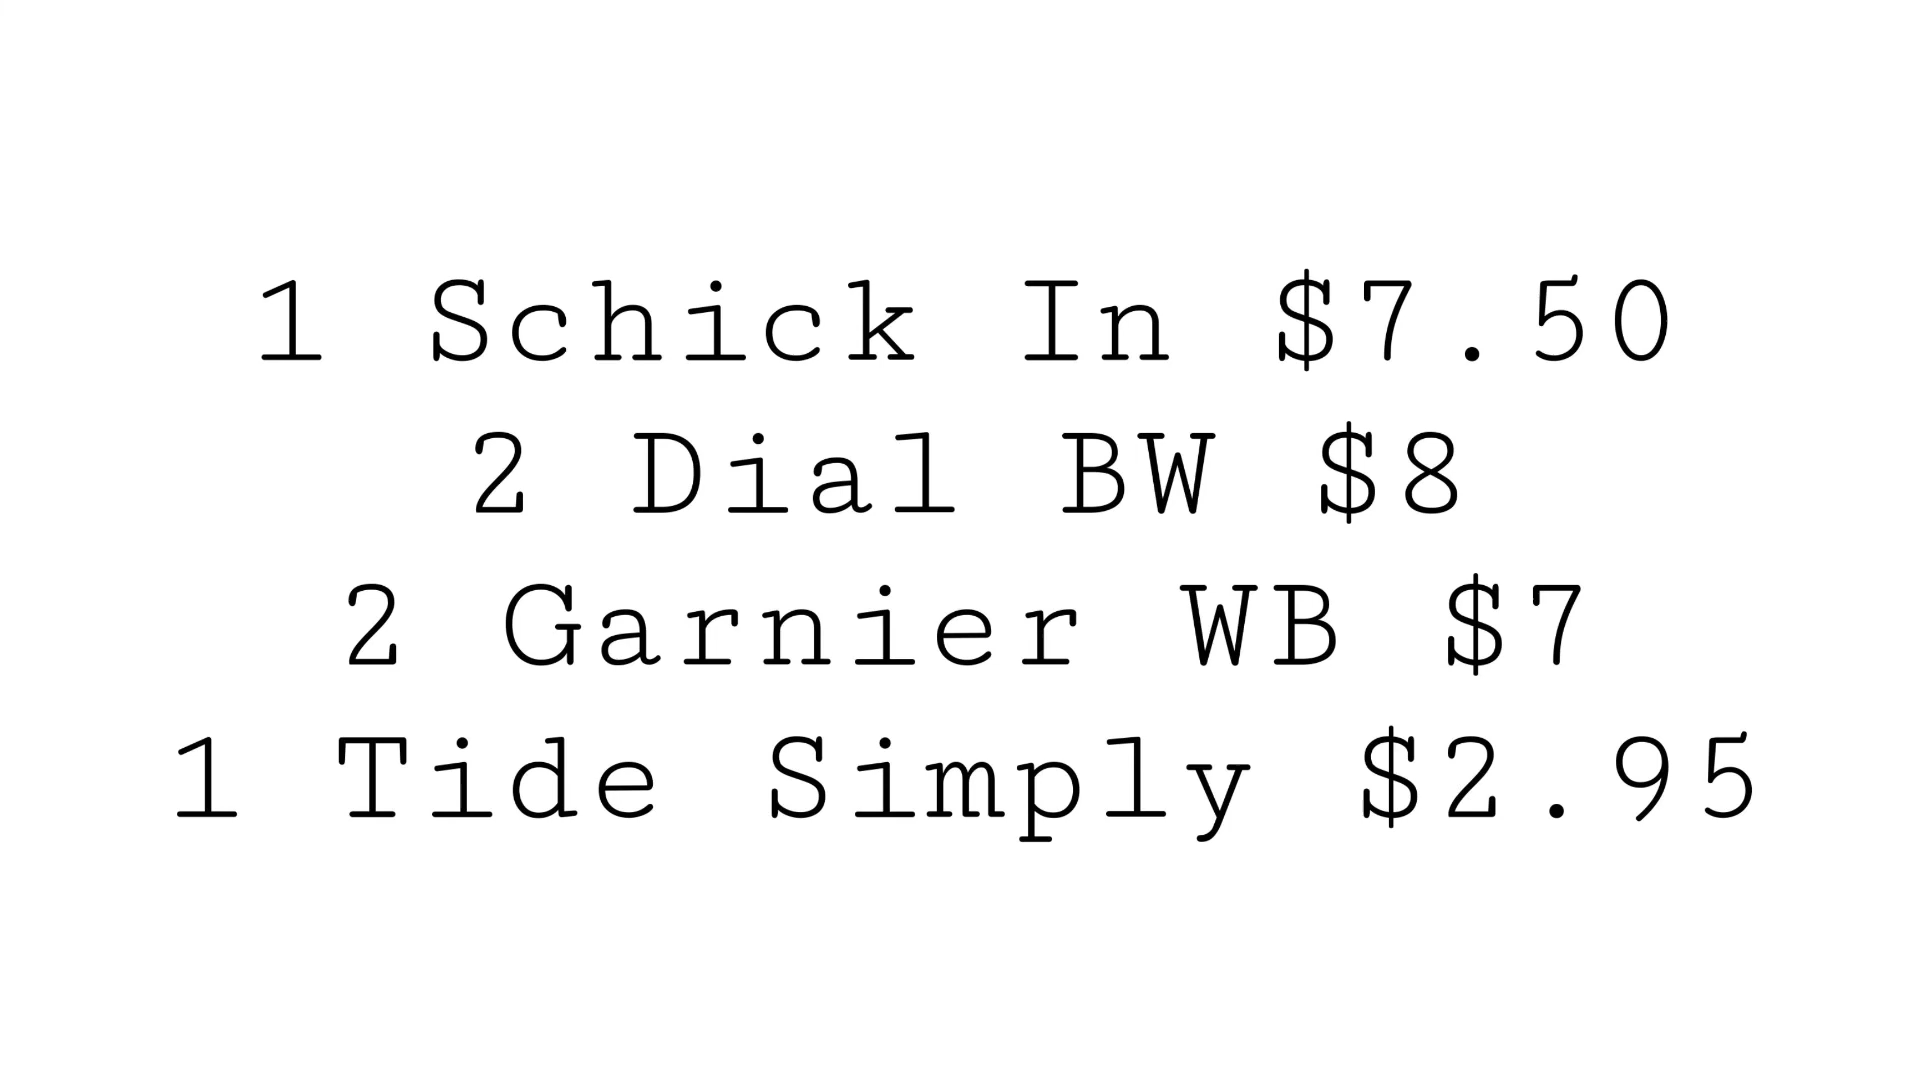 1 Schick In $7.50
2 Dial BW $8
2 Garnier WB $7
1 Tide Simply $2.95